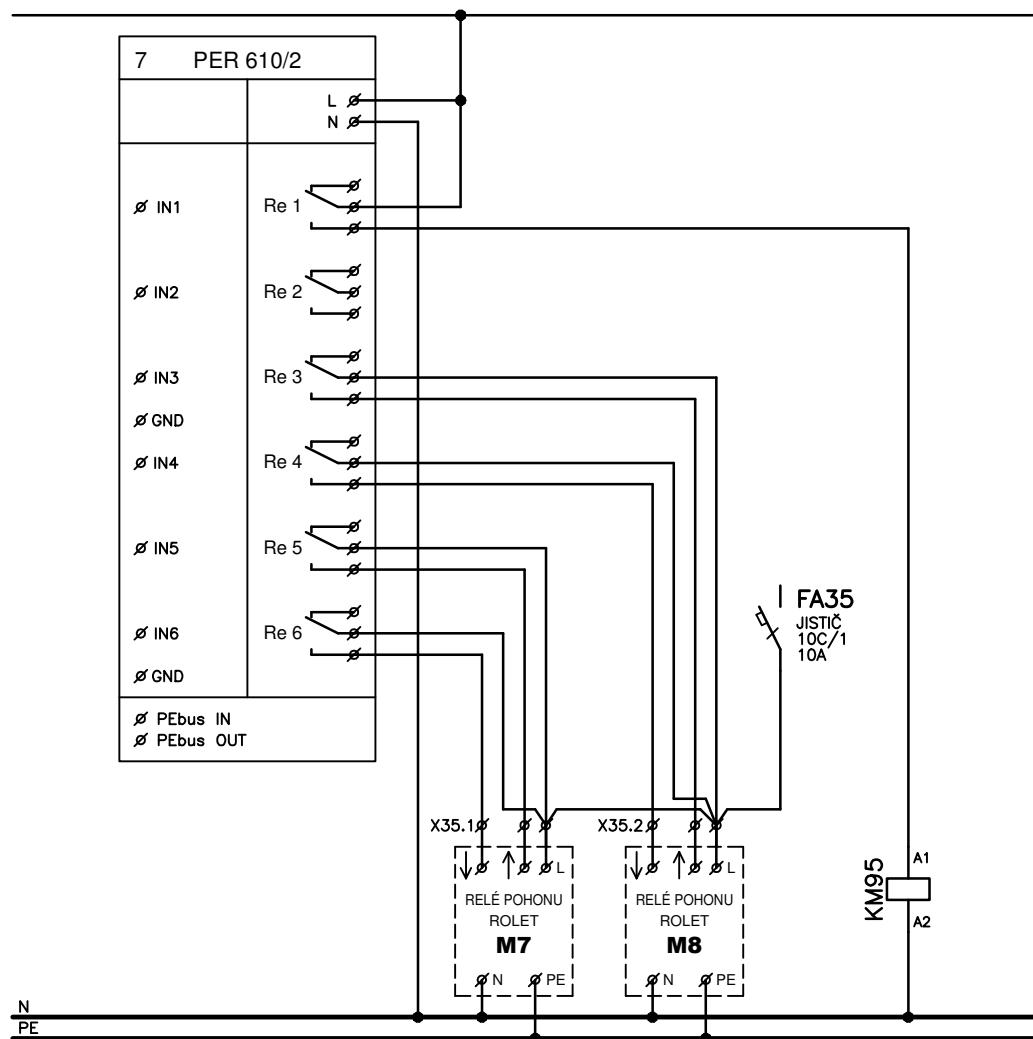 7 PER 610/2
L
N
IN1 Re 1
IN2 Re 2
IN3 Re 3
GND
IN4 Re 4
IN5 Re 5
IN6 Re 6
GND
PEbus IN
PEbus OUT
FA35
JISTIČ
10C/1
10A
X35.1
X35.2
L
RELÉ POHONU
ROLET
M7
N PE
L
RELÉ POHONU
ROLET
M8
N PE
KM95
A1
A2
N
PE